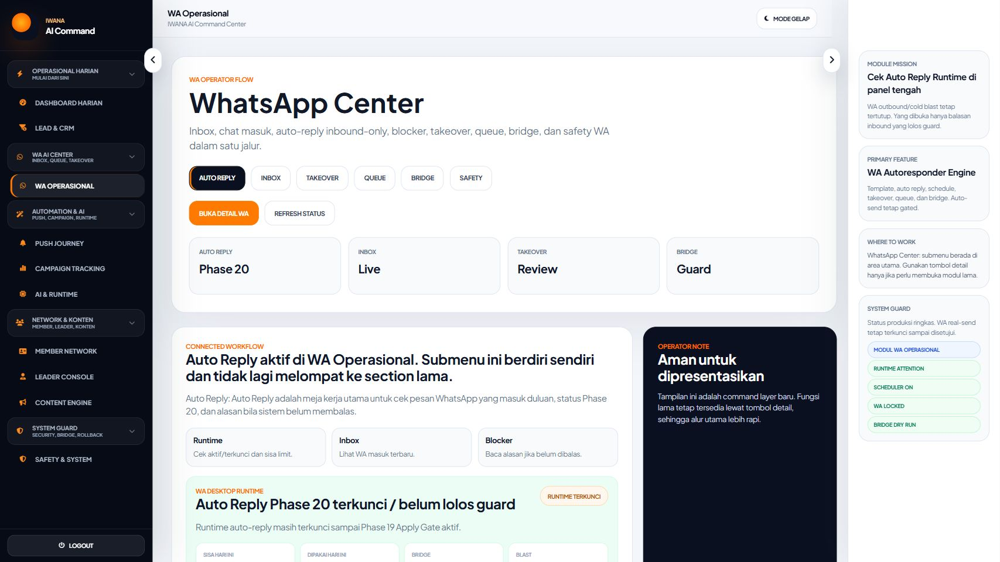 IWANA
AI Command
OPERASIONAL HARIAN
MULAI DARI SINI
DASHBOARD HARIAN
LEAD & CRM
WA AI CENTER
INBOX, QUEUE, TAKEOVER
WA OPERASIONAL
AUTOMATION & AI
PUSH, CAMPAIGN, RUNTIME
PUSH JOURNEY
CAMPAIGN TRACKING
AI & RUNTIME
NETWORK & KONTEN
MEMBER, LEADER, KONTEN
MEMBER NETWORK
LEADER CONSOLE
CONTENT ENGINE
SYSTEM GUARD
SECURITY, BRIDGE, ROLLBACK
SAFETY & SYSTEM
LOGOUT
WA Operasional
IWANA AI Command Center
MODE GELAP
WA OPERATOR FLOW
WhatsApp Center
Inbox, chat masuk, auto-reply inbound-only, blocker, takeover, queue, bridge, dan safety WA
dalam satu jalur.
AUTO REPLY
INBOX
TAKEOVER
QUEUE
BRIDGE
SAFETY
BUKA DETAIL WA
REFRESH STATUS
AUTO REPLY
Phase 20
INBOX
Live
TAKEOVER
Review
BRIDGE
Guard
CONNECTED WORKFLOW
Auto Reply aktif di WA Operasional. Submenu ini berdiri sendiri
dan tidak lagi melompat ke section lama.
Auto Reply: Auto Reply adalah meja kerja utama untuk cek pesan WhatsApp yang masuk duluan, status Phase
20, dan alasan bila sistem belum membalas.
Runtime
Cek aktif/terkunci dan sisa limit.
Inbox
Lihat WA masuk terbaru.
Blocker
Baca alasan jika belum dibalas.
WA DESKTOP RUNTIME
Auto Reply Phase 20 terkunci / belum lolos guard
RUNTIME TERKUNCI
Runtime auto-reply masih terkunci sampai Phase 19 Apply Gate aktif.
SISA HARI INI
DIPAKAI HARI INI
BRIDGE
BLAST
OPERATOR NOTE
Aman untuk
dipresentasikan
Tampilan ini adalah command layer baru. Fungsi
lama tetap tersedia lewat tombol detail,
sehingga alur utama lebih rapi.
MODULE MISSION
Cek Auto Reply Runtime di
panel tengah
WA outbound/cold blast tetap
tertutup. Yang dibuka hanya balasan
inbound yang lolos guard.
PRIMARY FEATURE
WA Autoresponder Engine
Template, auto reply, schedule,
takeover, queue, dan bridge. Auto-
send tetap gated.
WHERE TO WORK
WhatsApp Center: submenu berada di
area utama. Gunakan tombol detail
hanya jika perlu membuka modul lama.
SYSTEM GUARD
Status produksi ringkas. WA real-send
tetap terkunci sampai disetujui.
MODUL WA OPERASIONAL
RUNTIME ATTENTION
SCHEDULER ON
WA LOCKED
BRIDGE DRY RUN